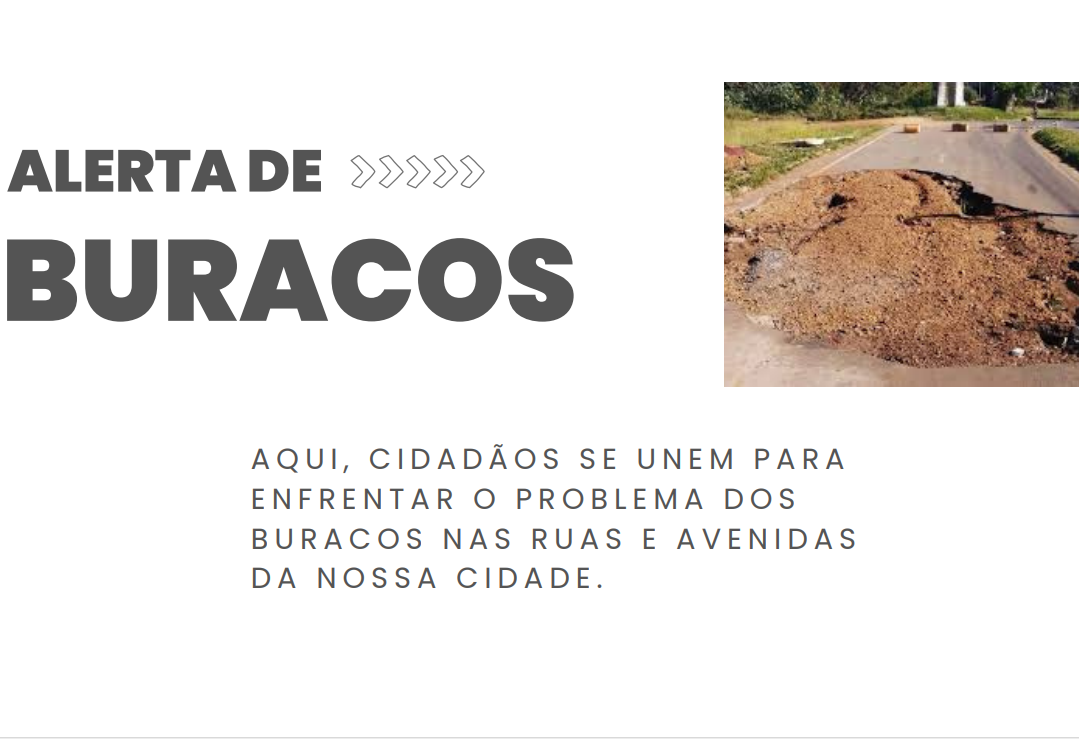 ALERTA DE
BURACOS
AQUI, CIDADÃOS SE UNEM PARA
ENFRENTAR O PROBLEMA DOS
BURACOS NAS RUAS E AVENIDAS
DA NOSSA CIDADE.